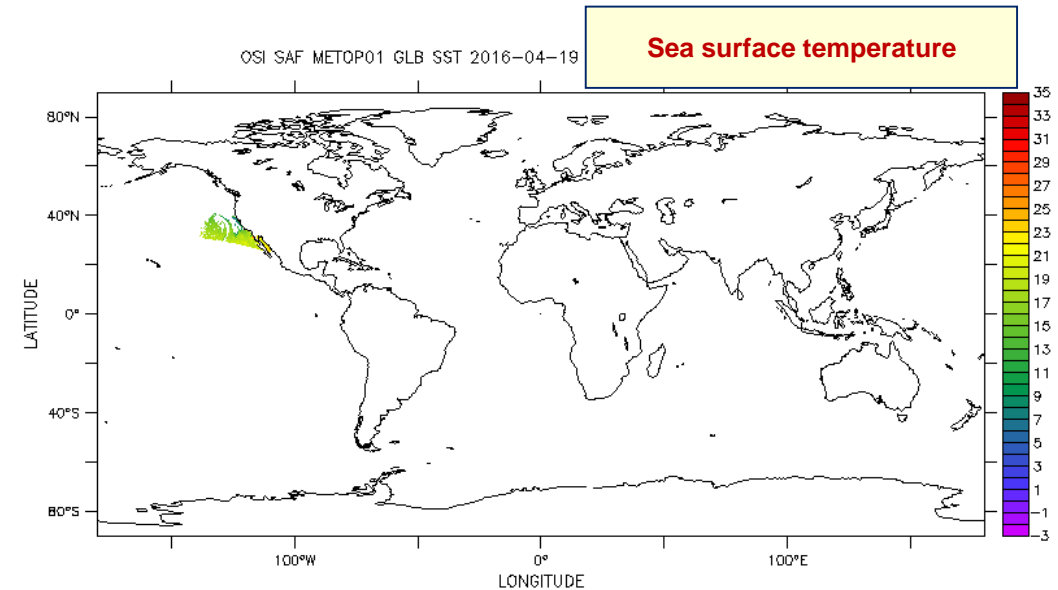 Sea surface temperature
OSI SAF METOP01 GLB SST 2016-04-19
80°N
40°N
0°
40°S
80°S
LATITUDE
100°W
0°
100°E
LONGITUDE
35
33
31
29
27
25
23
21
19
17
15
13
11
9
7
5
3
1
-1
-3